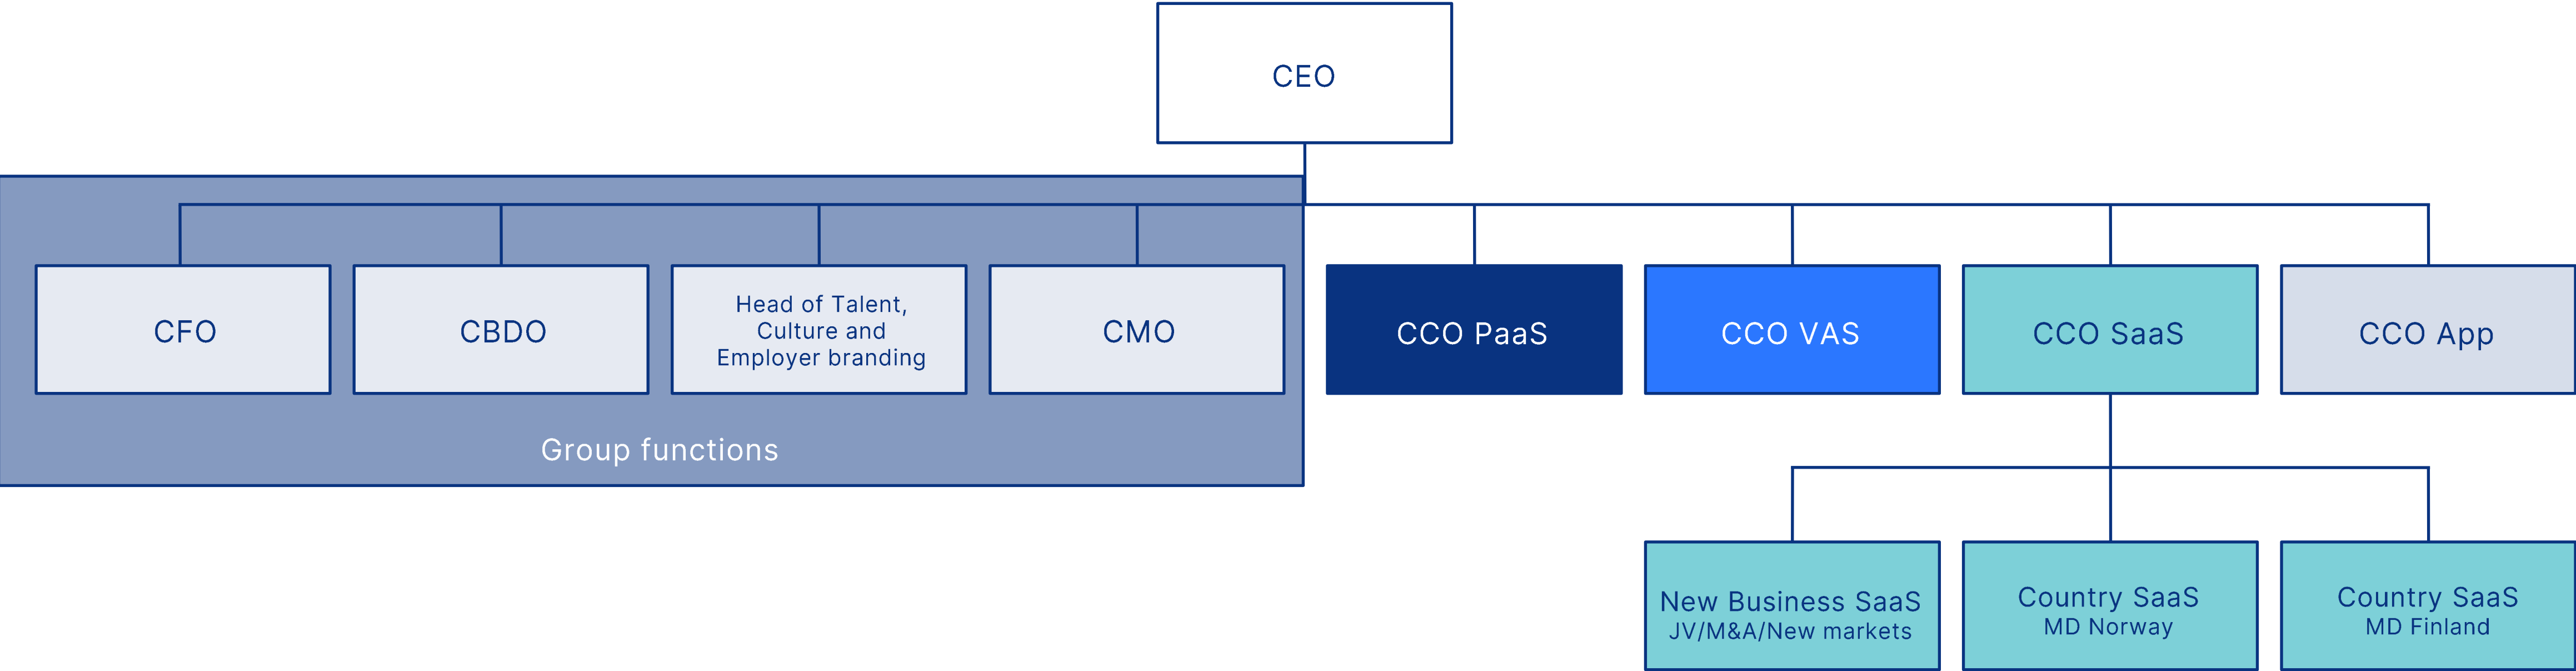 CEO
CFO
CBDO
Head of Talent,
Culture and
Employer branding
CMO
CCO PaaS
CCO VAS
CCO SaaS
CCO App
Group functions
New Business SaaS
JV/M&A/New markets
Country SaaS
MD Norway
Country SaaS
MD Finland